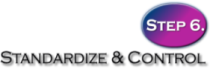 STEP 6.
STANDARDIZE & CONTROL